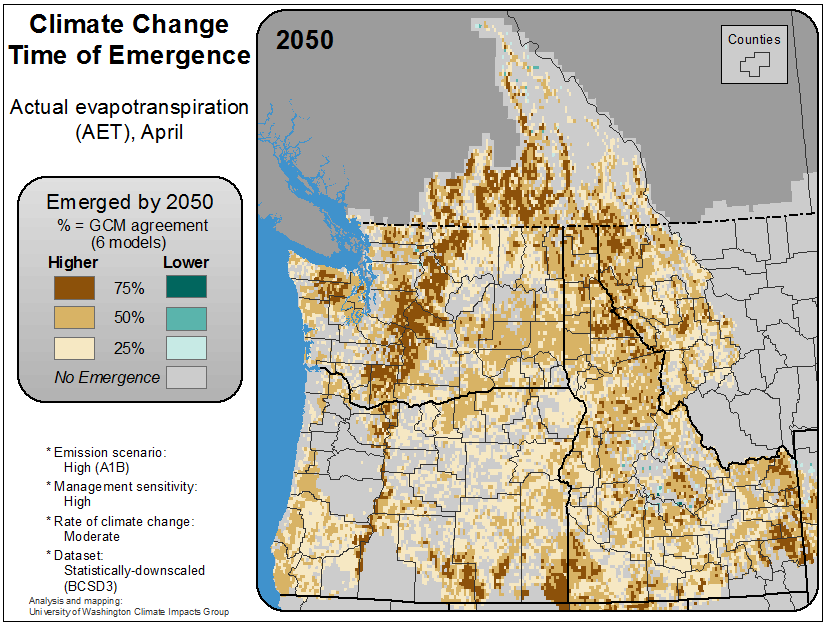 Climate Change
Time of Emergence
Actual evapotranspiration
(AET), April
Emerged by 2050
% = GCM agreement
(6 models)
Higher Lower
75%
50%
25%
No Emergence
* Emission scenario:
High (A1B)
* Management sensitivity:
High
* Rate of climate change:
Moderate
* Dataset:
Statistically-downscaled
(BCSD3)
Analysis and mapping:
University of Washington Climate Impacts Group
2050
Counties